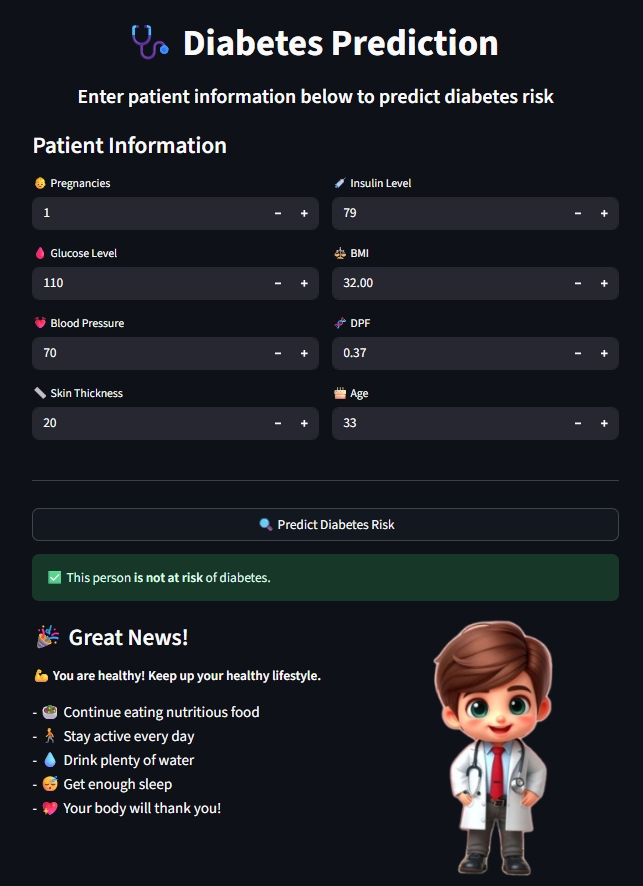 Diabetes Prediction
Enter patient information below to predict diabetes risk
Patient Information
Pregnancies
1
Glucose Level
110
Blood Pressure
70
Skin Thickness
20
Insulin Level
79
BMI
32.00
DPF
0.37
Age
33
Predict Diabetes Risk
This person is not at risk of diabetes.
Great News!
You are healthy! Keep up your healthy lifestyle.
- Continue eating nutritious food
- Stay active every day
- Drink plenty of water
- Get enough sleep
- Your body will thank you!